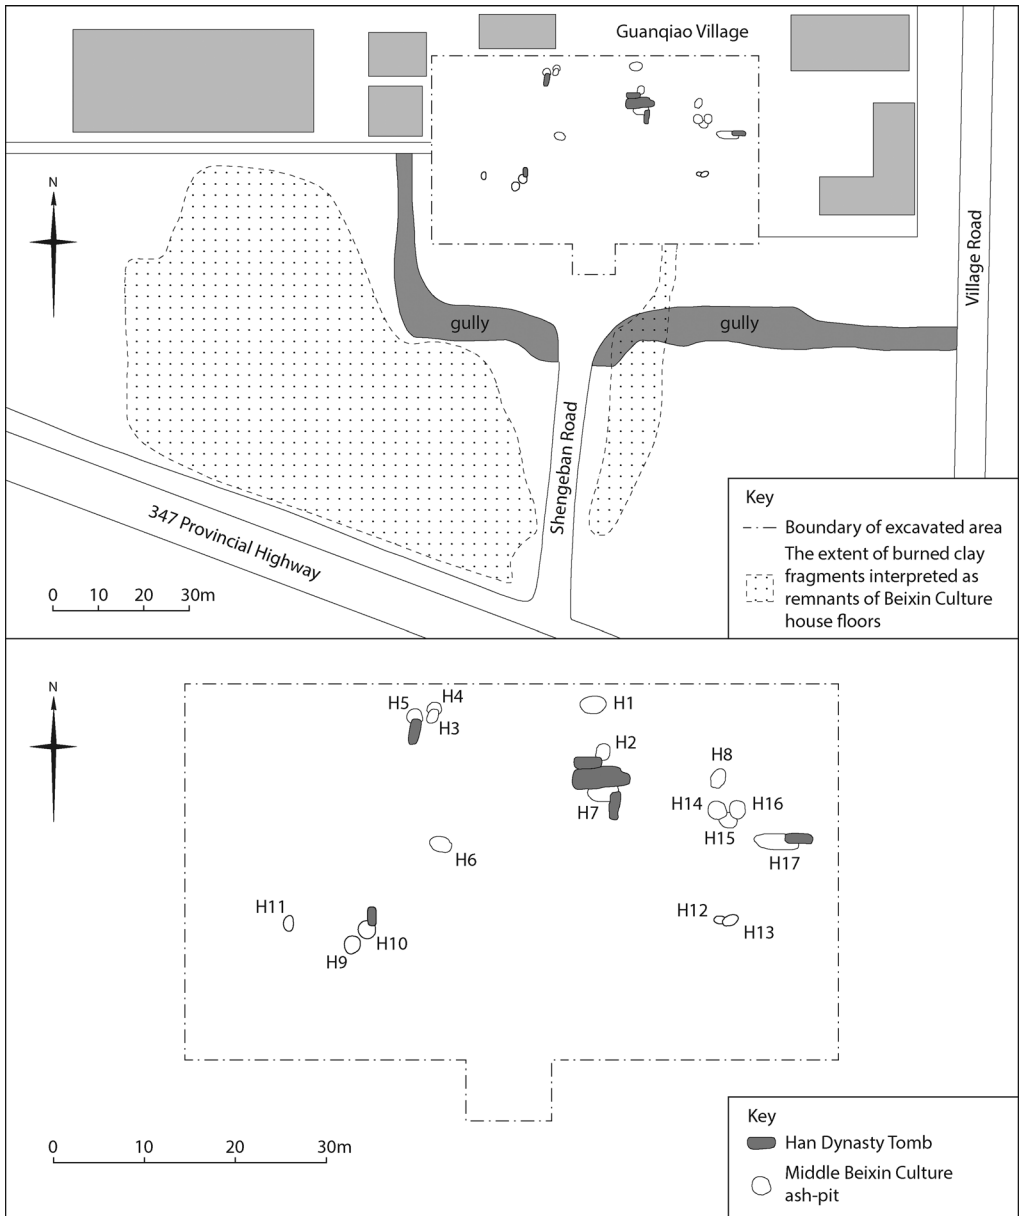 Guanqiao Village
N
Village Road
gully
gully
Shengeban Road
347 Provincial Highway
0 10 20 30m
Key
Boundary of excavated area
The extent of burned clay
fragments interpreted as
remnants of Beixin Culture
house floors
N
H5
H4
H3
H1
H2
H8
H7
H14
H16
H15
H17
H6
H11
H12
H13
H10
H9
0 10 20 30m
Key
Han Dynasty Tomb
Middle Beixin Culture
ash-pit